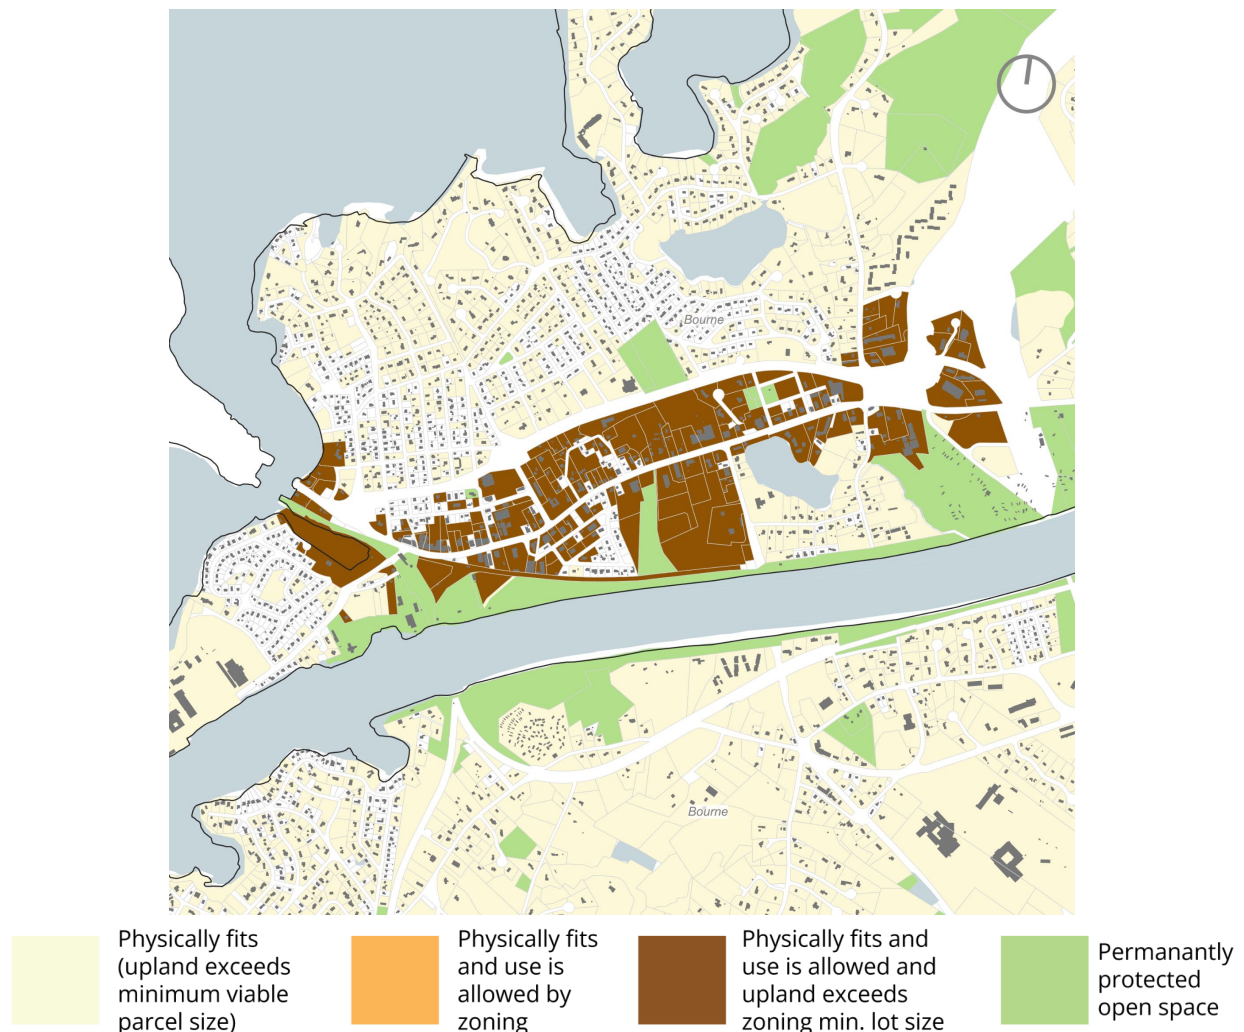 Bourne
Bourne
Physically fits
(upland exceeds
minimum viable
parcel size)
Physically fits
and use is
allowed by
zoning
Physically fits and
use is allowed and
upland exceeds
zoning min. lot size
Permanantly
protected
open space